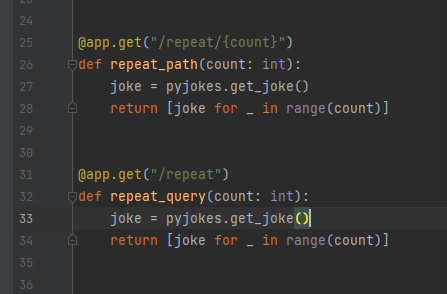 24
25 @app.get("/repeat/{count}")
26 def repeat_path(count: int):
27     joke = pyjokes.get_joke()
28     return [joke for _ in range(count)]
29
30
31 @app.get("/repeat")
32 def repeat_query(count: int):
33     joke = pyjokes.get_joke()
34     return [joke for _ in range(count)]
35
36